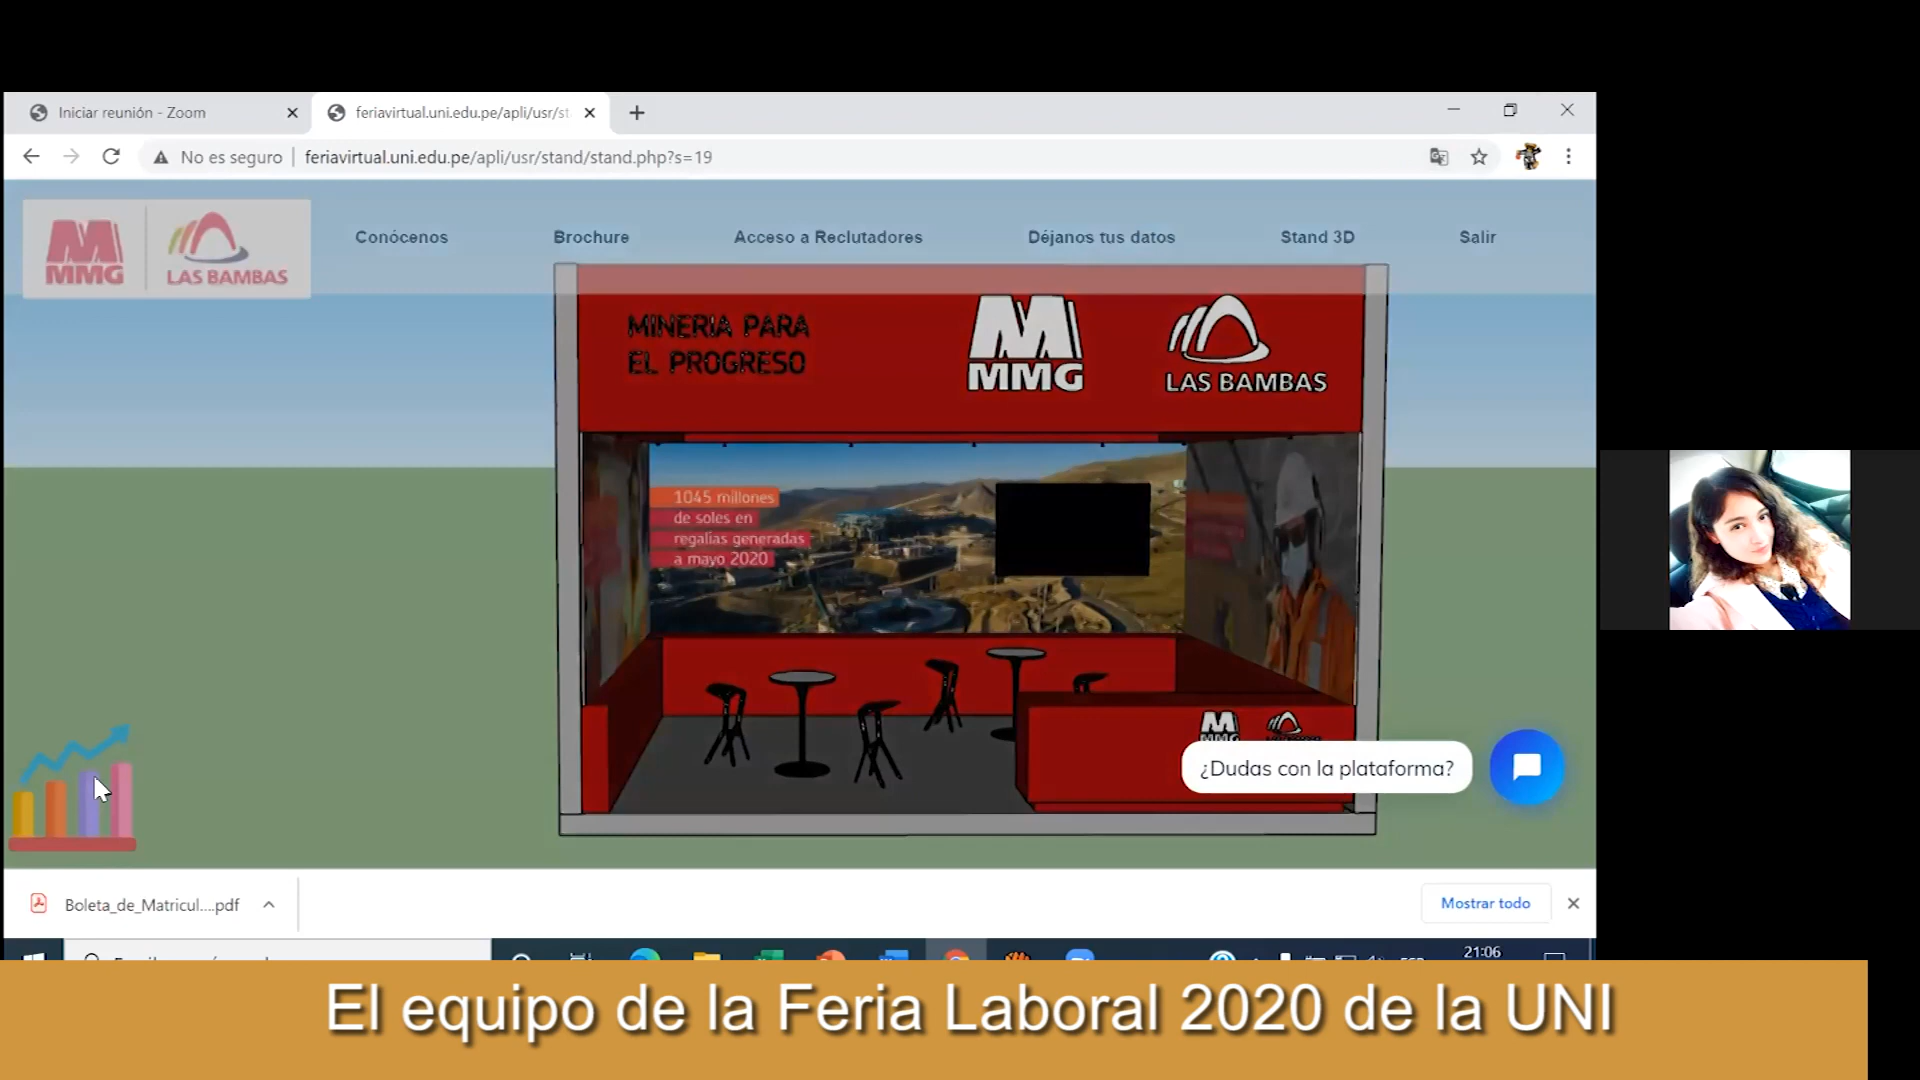 Iniciar reunión - Zoom
feriavirtual.uni.edu.pe/apli/usr/st
No es seguro
feriavirtual.uni.edu.pe/apli/usr/stand/stand.php?s=19
MMG
LAS BAMBAS
Conócenos
Brochure
Acceso a Reclutadores
Déjanos tus datos
Stand 3D
Salir
MINERIA PARA
EL PROGRESO
MMG
LAS BAMBAS
1045 millones
de soles en
regalías generadas
a mayo 2020
MMG
¿Dudas con la plataforma?
Boleta_de_Matricul....pdf
Mostrar todo
21:06
El equipo de la Feria Laboral 2020 de la UNI